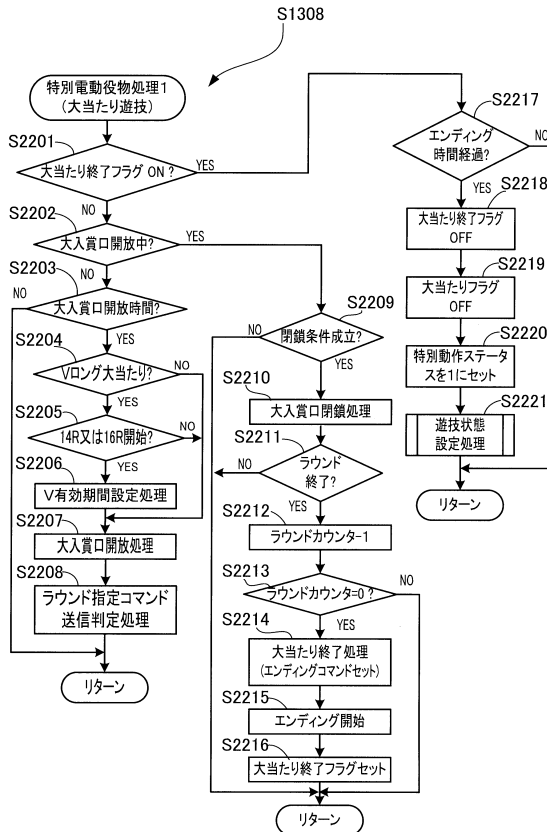 S1308
特別電動役物処理1
(大当たり遊技)
S2201
大当たり終了フラグ ON ?
YES
NO
S2202
大入賞口開放中?
YES
NO
S2203
NO
大入賞口開放時間?
YES
S2204
Vロング大当たり?
NO
YES
S2205
14R又は16R開始?
NO
YES
S2206
V有効期間設定処理
S2207
大入賞口開放処理
S2208
ラウンド指定コマンド
送信判定処理
リターン
S2209
NO
閉鎖条件成立?
YES
S2210
大入賞口閉鎖処理
S2211
NO
ラウンド
終了?
YES
S2212
ラウンドカウンタ-1
S2213
ラウンドカウンタ=0 ?
NO
YES
S2214
大当たり終了処理
(エンディングコマンドセット)
S2215
エンディング開始
S2216
大当たり終了フラグセット
リターン
S2217
エンディング
時間経過?
NO
YES
S2218
大当たり終了フラグ
OFF
S2219
大当たりフラグ
OFF
S2220
特別動作ステータ
スを1にセット
S2221
遊技状態
設定処理
リターン